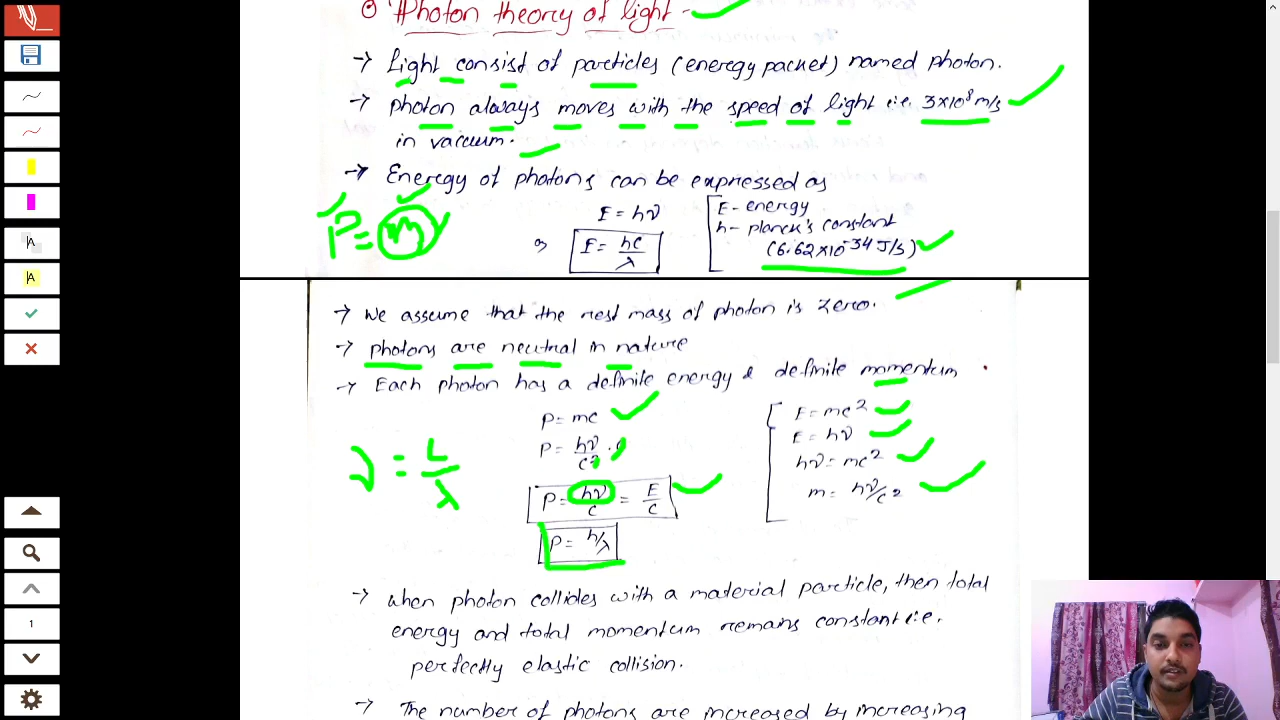 Photon theory of light -
→ Light consist of particles (energy packet) named photon.
→ photon always moves with the speed of light i.e. 3×10⁸ m/s
in vacuum.
→ Energy of photons can be expressed as
E = hν
E - energy
h - planck's constant
(6.62×10⁻³⁴ J/s)
⇒ E = hc/λ
P = m
→ We assume that the rest mass of photon is zero.
→ photons are neutral in nature
→ Each photon has a definite energy & definite momentum
P = mc
P = hν/c² · c
P = hν/c = E/c
P = h/λ
E = mc²
E = hν
hν = mc²
m = hν/c²
→ when photon collides with a material particle, then total
energy and total momentum remains constant i.e.
perfectly elastic collision.
→ The number of photons are increased by increasing
A
A
1